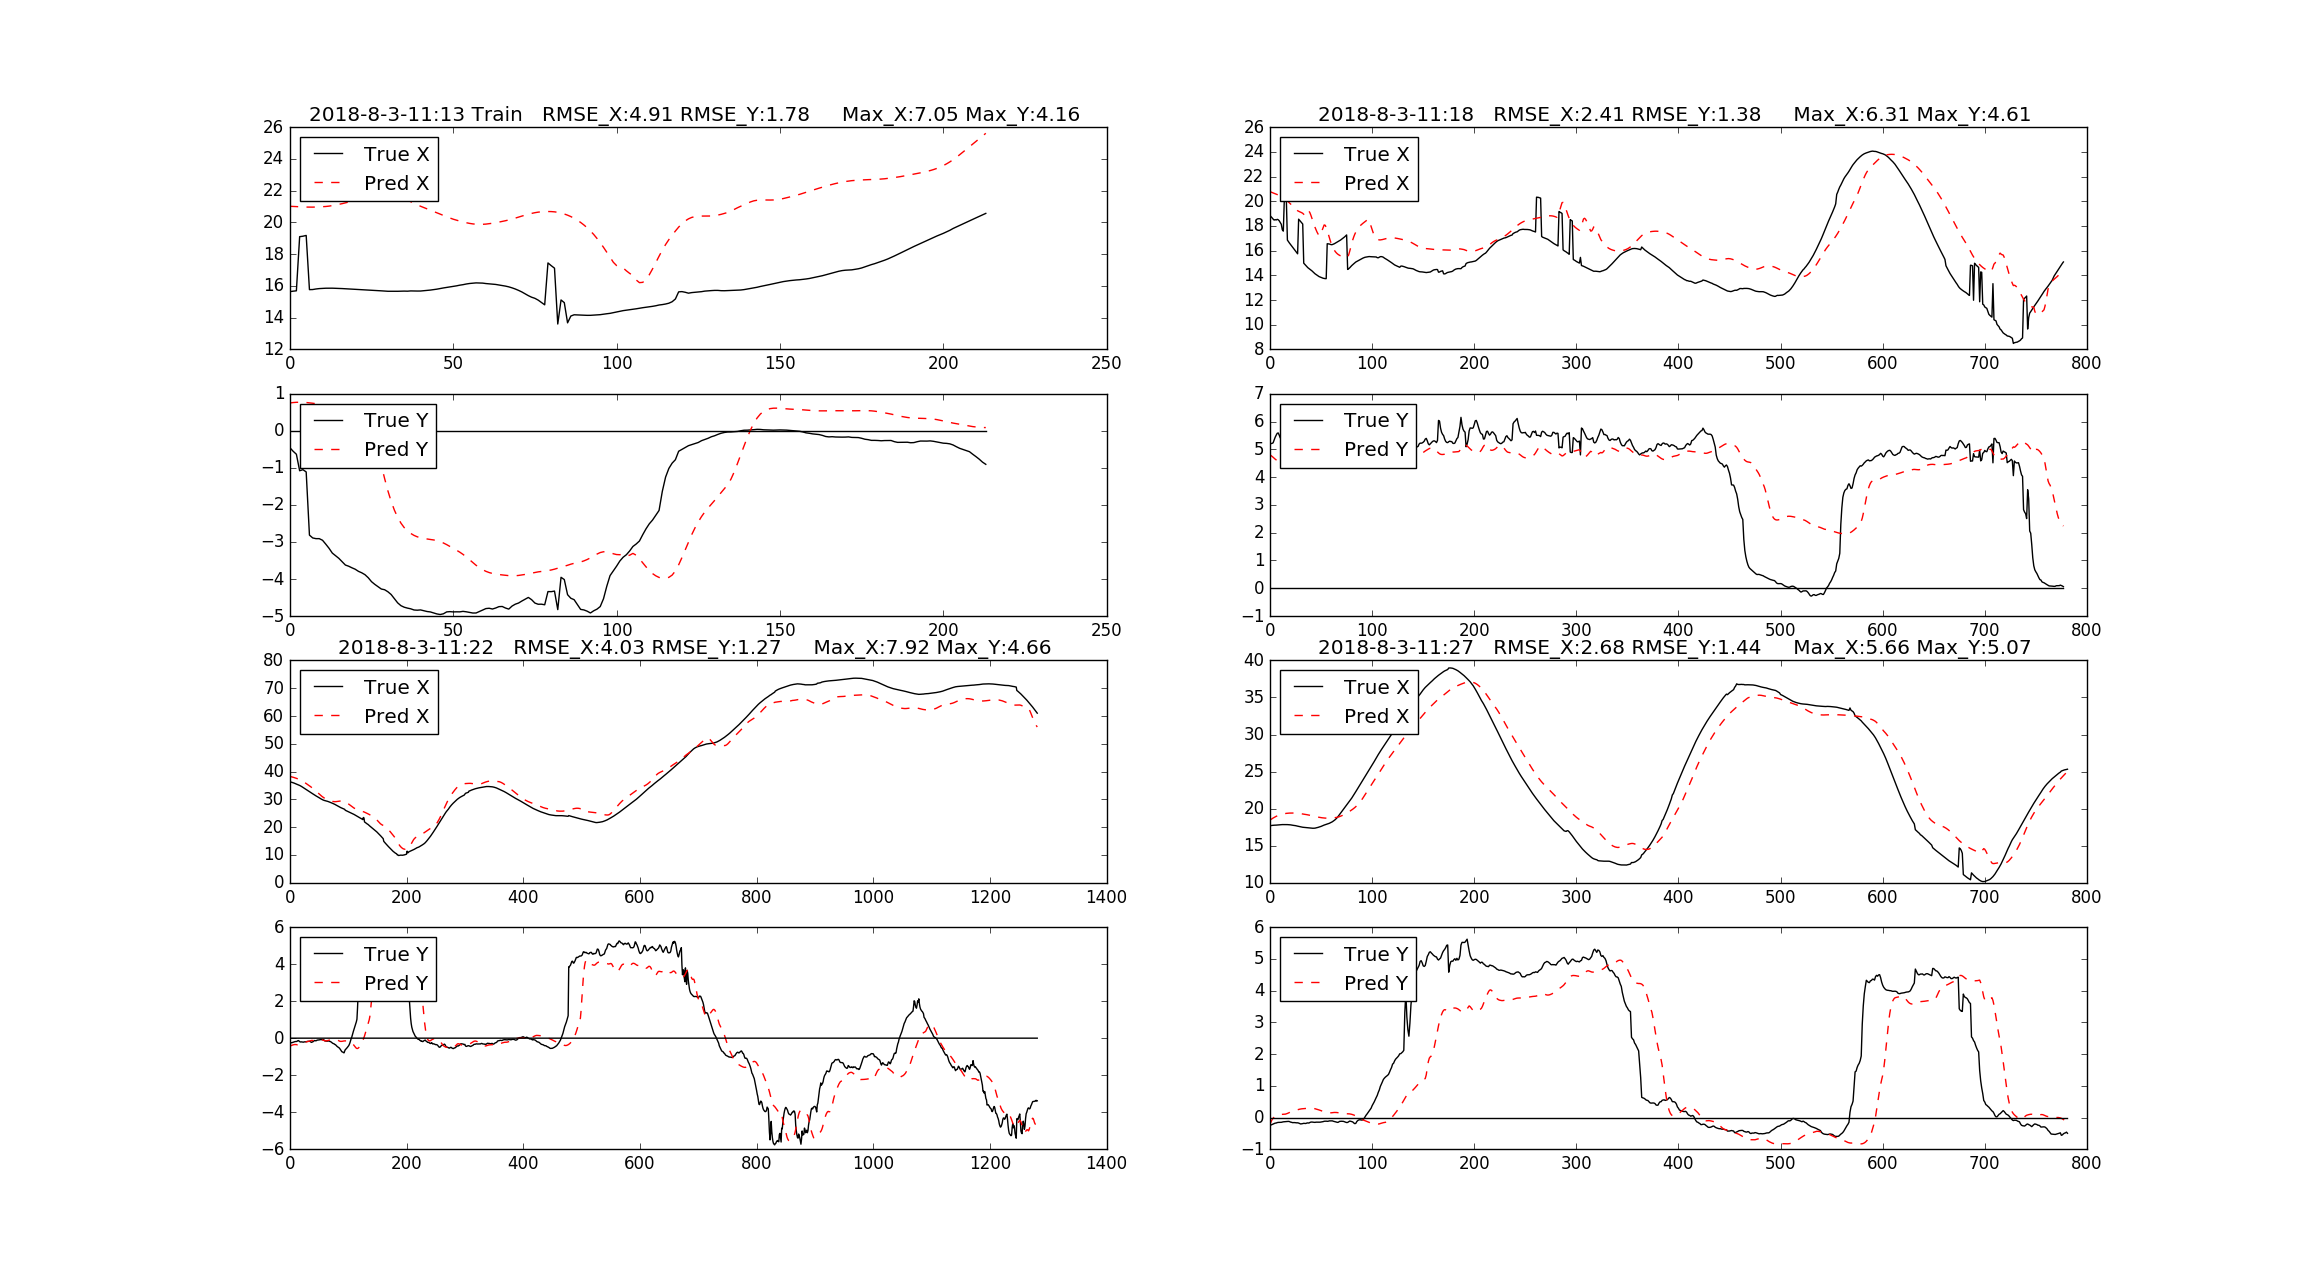 2018-8-3-11:13 Train   RMSE_X:4.91 RMSE_Y:1.78     Max_X:7.05 Max_Y:4.16
26
24
22
20
18
16
14
12
True X
Pred X
0 50 100 150 200 250
1
0
−1
−2
−3
−4
−5
True Y
Pred Y
0 50 100 150 200 250
2018-8-3-11:18   RMSE_X:2.41 RMSE_Y:1.38     Max_X:6.31 Max_Y:4.61
26
24
22
20
18
16
14
12
10
8
True X
Pred X
0 100 200 300 400 500 600 700 800
7
6
5
4
3
2
1
0
−1
True Y
Pred Y
0 100 200 300 400 500 600 700 800
2018-8-3-11:22   RMSE_X:4.03 RMSE_Y:1.27     Max_X:7.92 Max_Y:4.66
80
70
60
50
40
30
20
10
0
True X
Pred X
0 200 400 600 800 1000 1200 1400
6
4
2
0
−2
−4
−6
True Y
Pred Y
0 200 400 600 800 1000 1200 1400
2018-8-3-11:27   RMSE_X:2.68 RMSE_Y:1.44     Max_X:5.66 Max_Y:5.07
40
35
30
25
20
15
10
True X
Pred X
0 100 200 300 400 500 600 700 800
6
5
4
3
2
1
0
−1
True Y
Pred Y
0 100 200 300 400 500 600 700 800